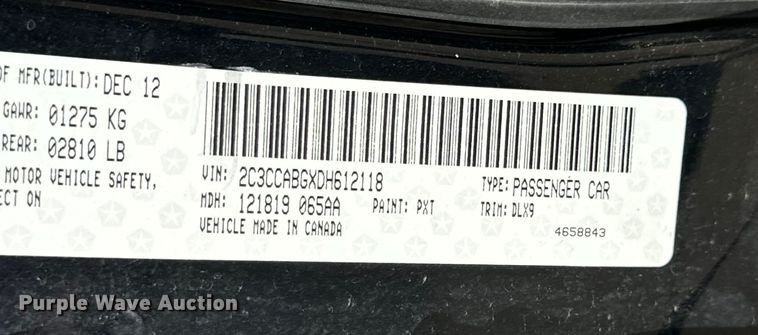 OF MFR(BUILT): DEC 12
GAWR: 01275 KG
REAR: 02810 LB
MOTOR VEHICLE SAFETY,
ECT ON
VIN: 2C3CCABGXDH612118
TYPE: PASSENGER CAR
MDH: 121819 065AA
PAINT: PXT
TRIM: DLX9
VEHICLE MADE IN CANADA
4658843
Purple Wave Auction